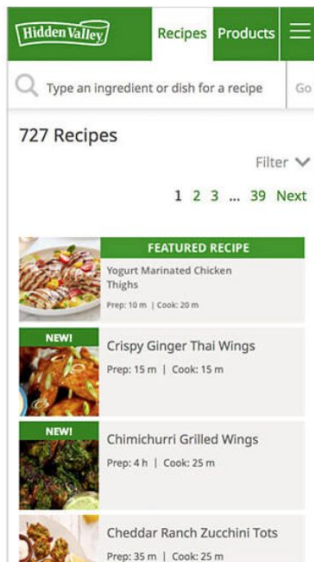 Hidden Valley
Recipes Products
Type an ingredient or dish for a recipe Go
727 Recipes
Filter
1 2 3 ... 39 Next
FEATURED RECIPE
Yogurt Marinated Chicken
Thighs
Prep: 10 m | Cook: 20 m
NEW!
Crispy Ginger Thai Wings
Prep: 15 m | Cook: 15 m
NEW!
Chimichurri Grilled Wings
Prep: 4 h | Cook: 25 m
Cheddar Ranch Zucchini Tots
Prep: 35 m | Cook: 25 m